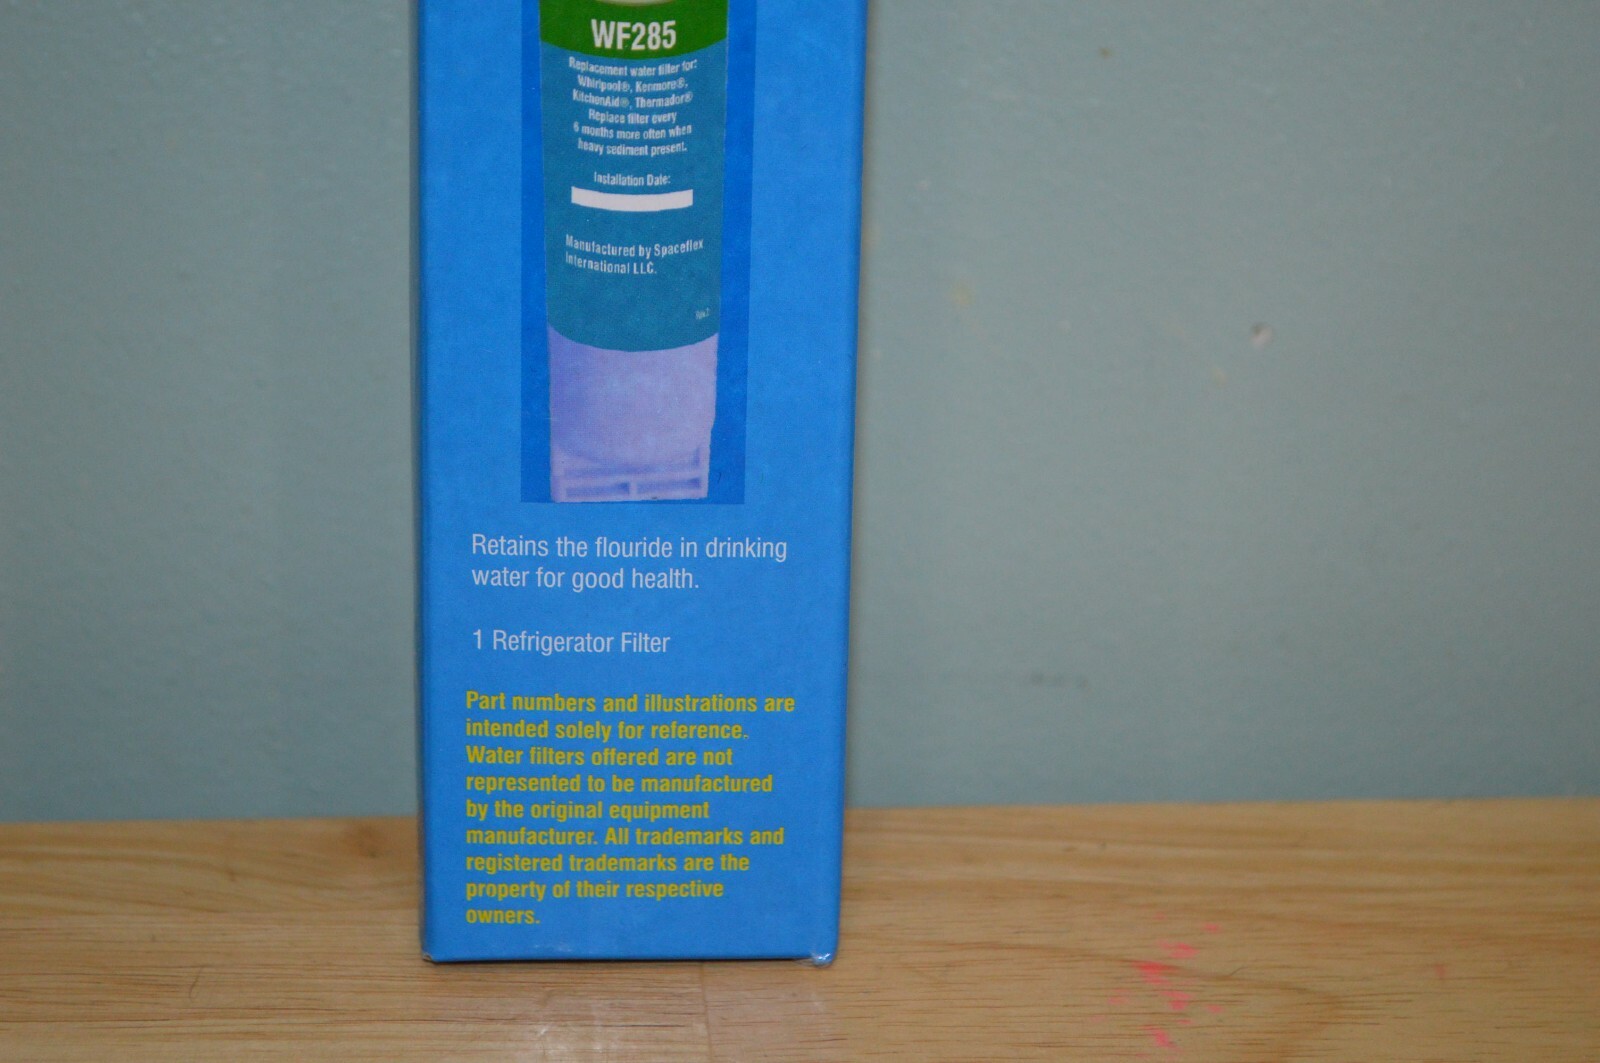 WF285
Replacement water filter for:
Whirlpool®, Kenmore®,
KitchenAid®, Thermador®
Replace filter every
6 months more often when
heavy sediment present.
Installation Date:
Manufactured by Spaceflex
International LLC.
Retains the flouride in drinking
water for good health.
1 Refrigerator Filter
Part numbers and illustrations are
intended solely for reference.
Water filters offered are not
represented to be manufactured
by the original equipment
manufacturer. All trademarks and
registered trademarks are the
property of their respective
owners.